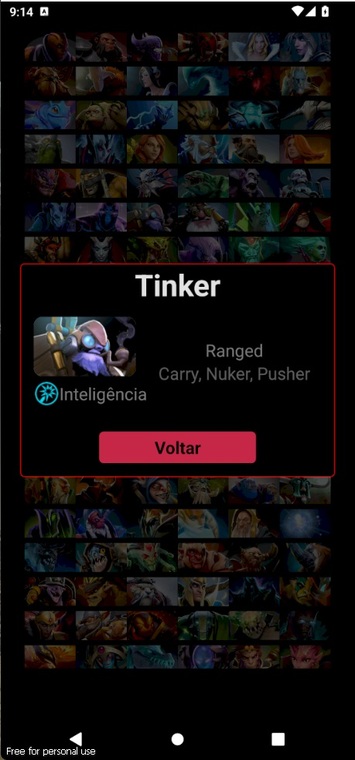 9:14 A
Tinker
Ranged
Carry, Nuker, Pusher
Inteligência
Voltar
Free for personal use